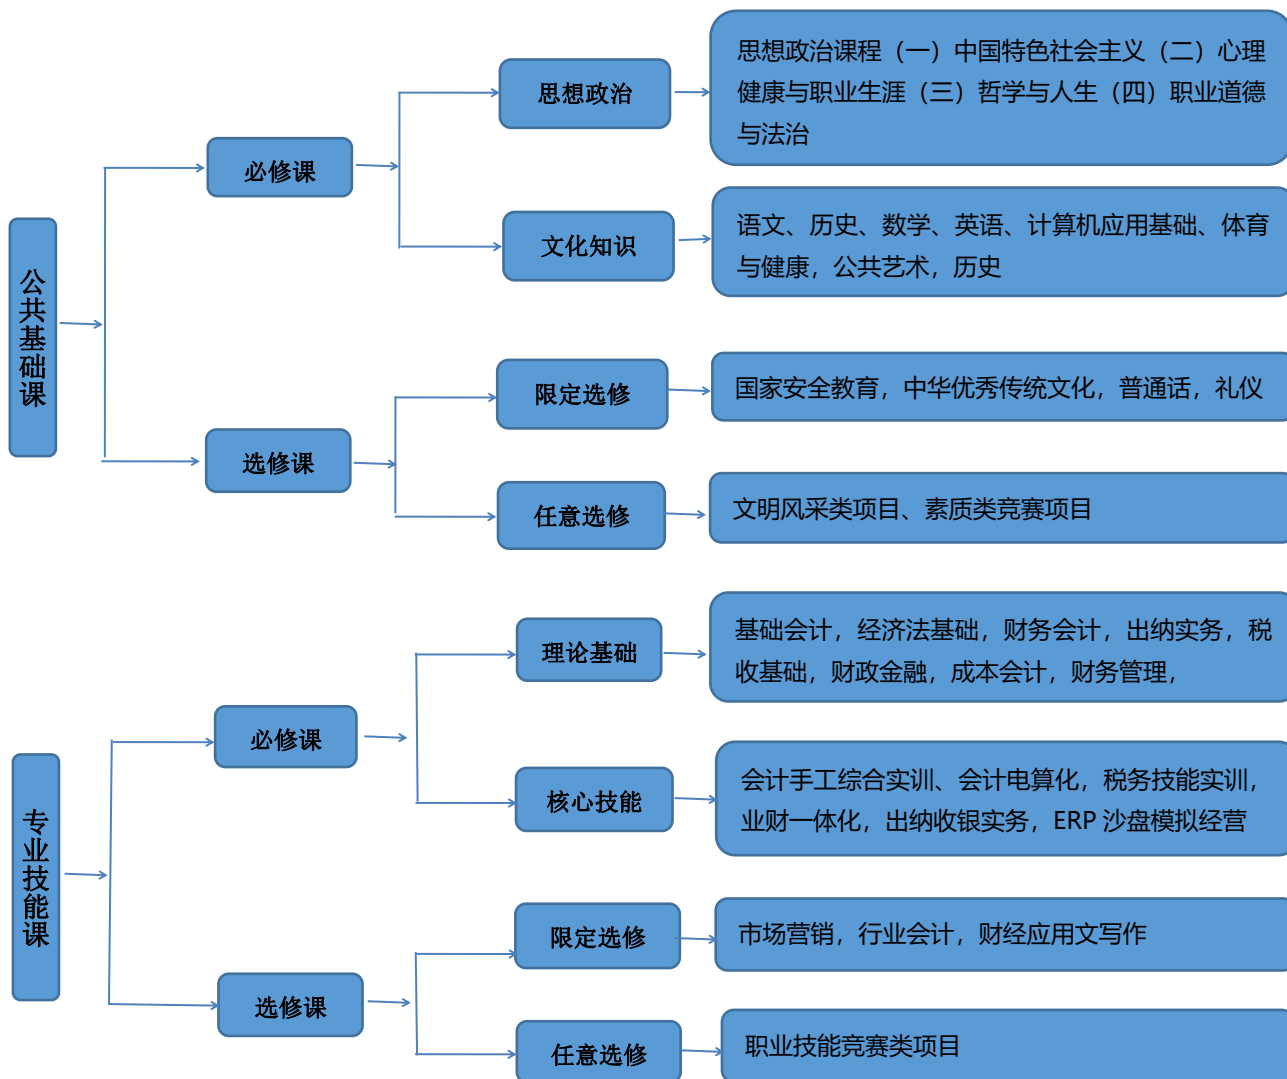 公共基础课
必修课
思想政治
思想政治课程（一）中国特色社会主义（二）心理
健康与职业生涯（三）哲学与人生（四）职业道德
与法治
文化知识
语文、历史、数学、英语、计算机应用基础、体育
与健康，公共艺术，历史
选修课
限定选修
国家安全教育，中华优秀传统文化，普通话，礼仪
任意选修
文明风采类项目、素质类竞赛项目
专业技能课
必修课
理论基础
基础会计，经济法基础，财务会计，出纳实务，税
收基础，财政金融，成本会计，财务管理，
核心技能
会计手工综合实训、会计电算化，税务技能实训，
业财一体化，出纳收银实务，ERP 沙盘模拟经营
选修课
限定选修
市场营销，行业会计，财经应用文写作
任意选修
职业技能竞赛类项目